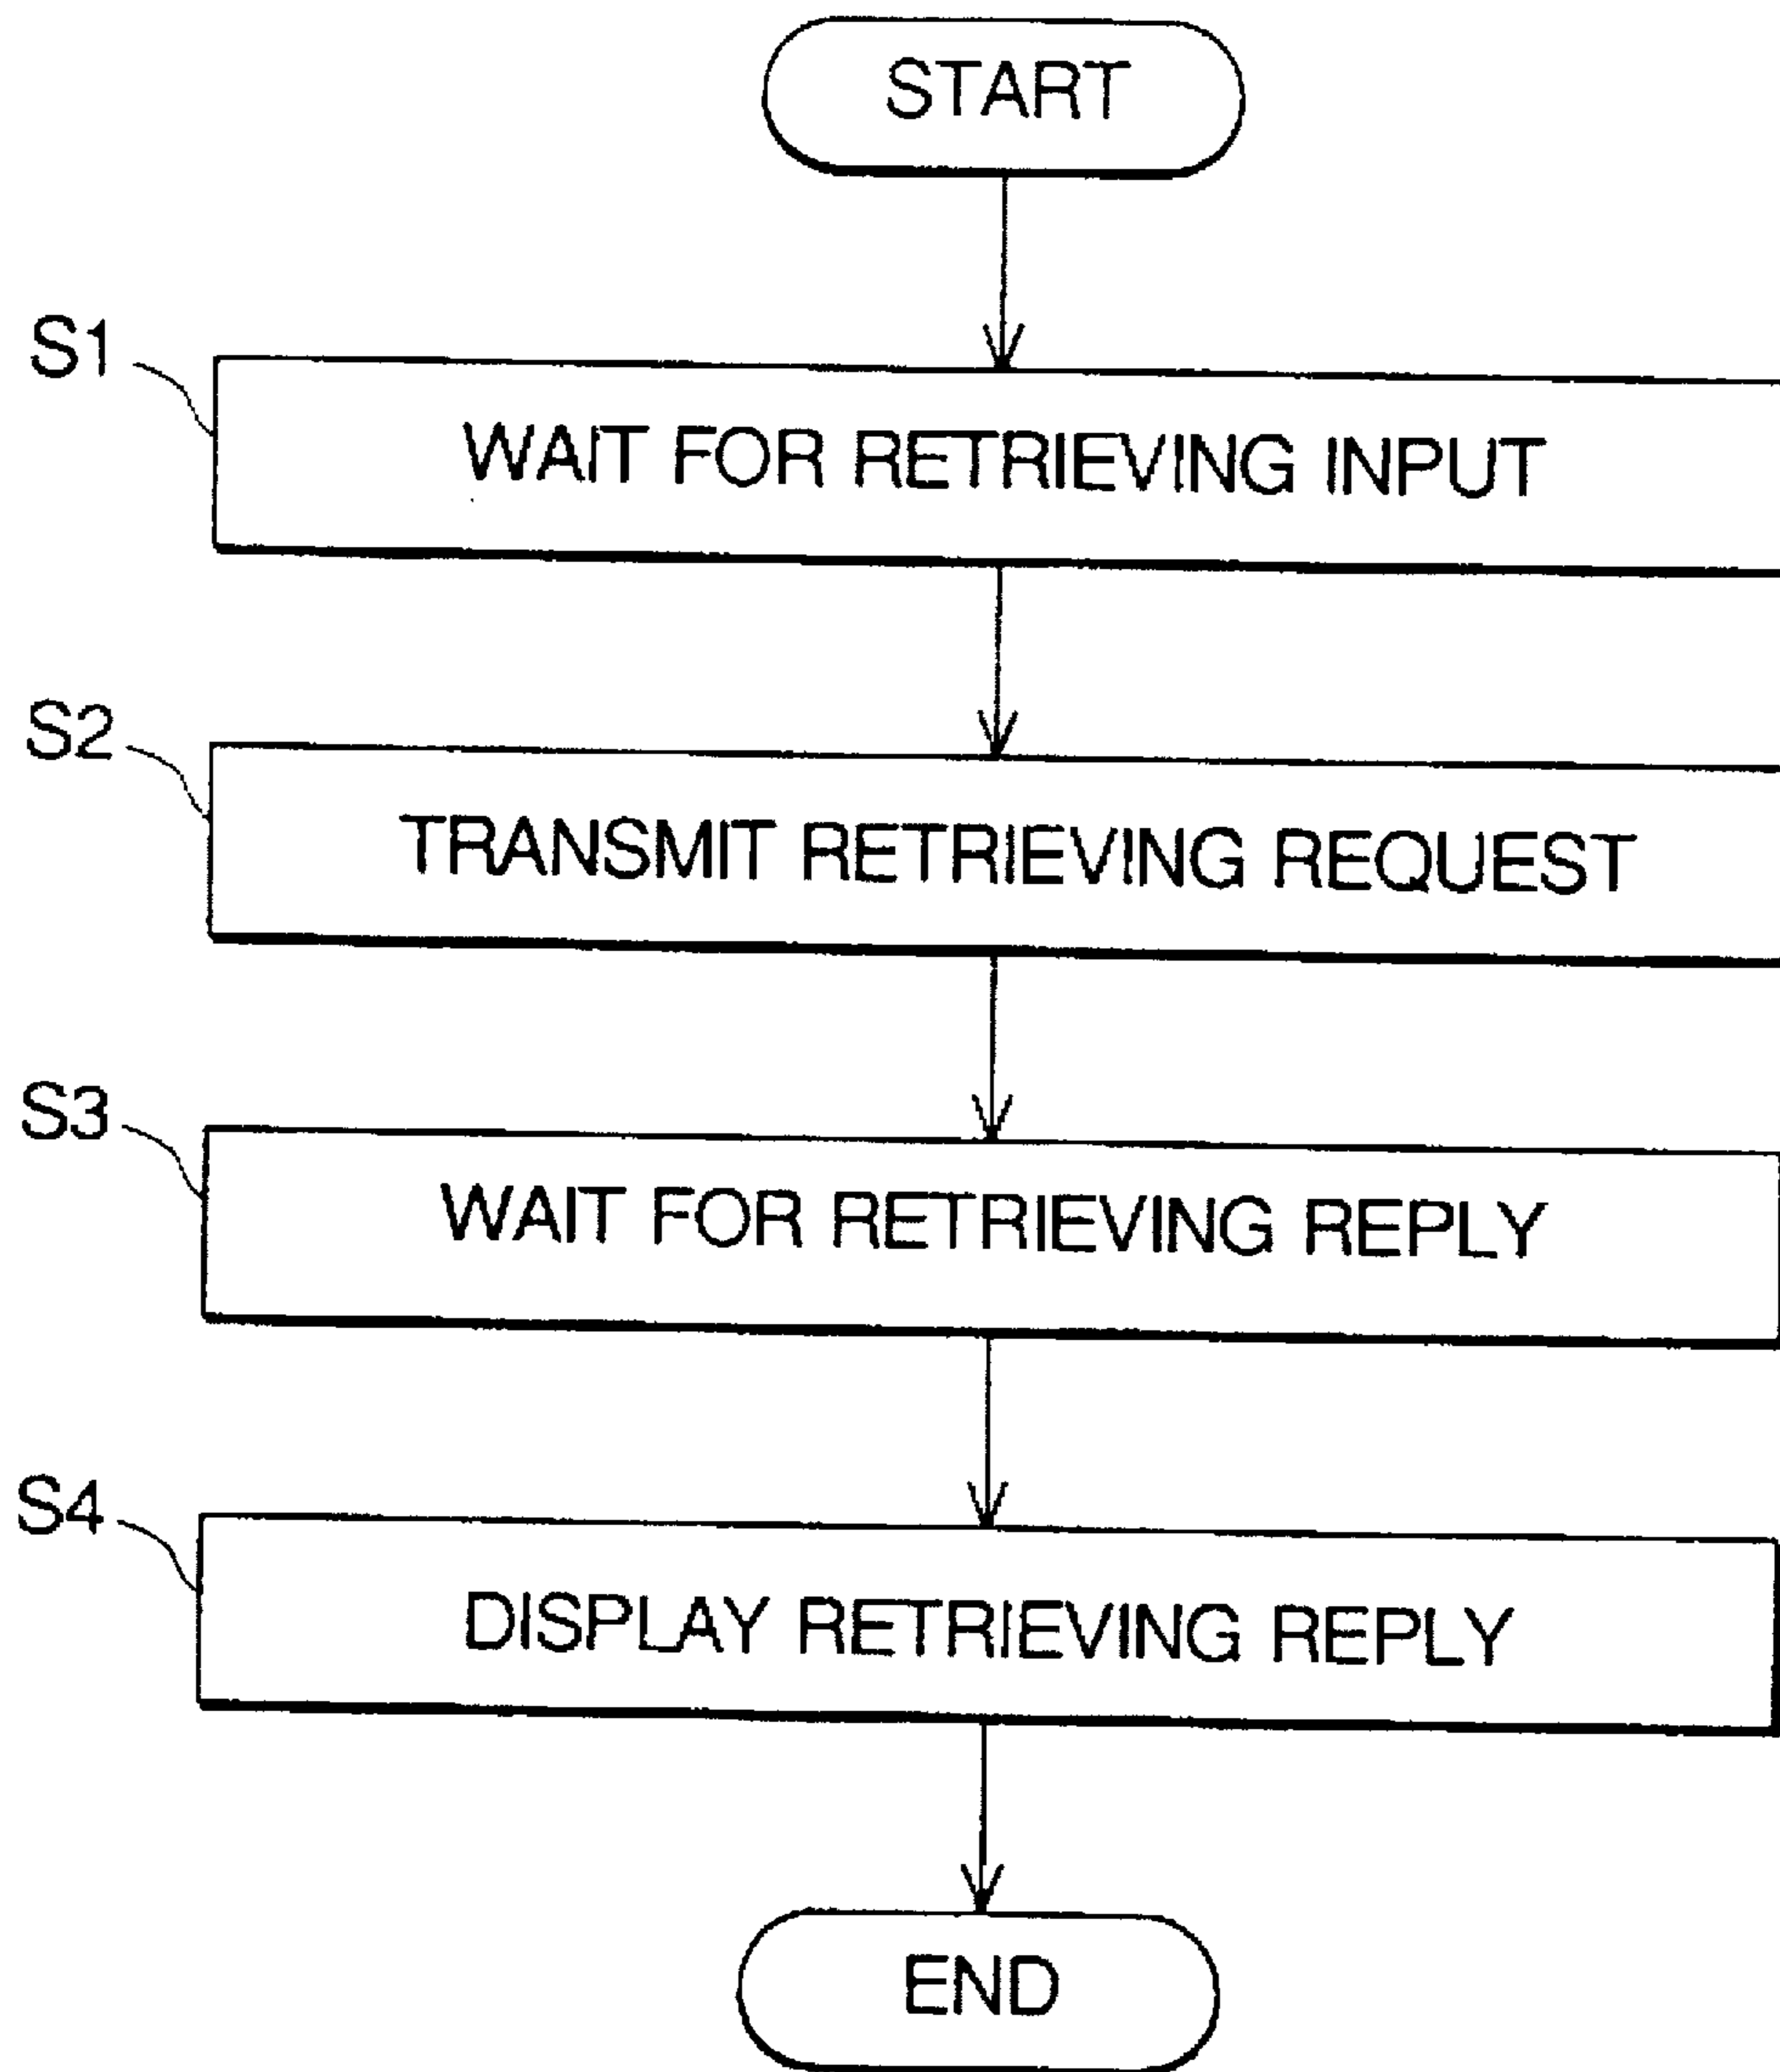 START
S1
WAIT FOR RETRIEVING INPUT
S2
TRANSMIT RETRIEVING REQUEST
S3
WAIT FOR RETRIEVING REPLY
S4
DISPLAY RETRIEVING REPLY
END